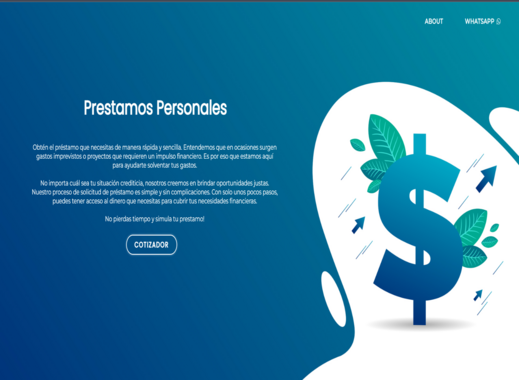 ABOUT WHATSAPP
Prestamos Personales
Obtén el préstamo que necesitas de manera rápida y sencilla. Entendemos que en ocasiones surgen
gastos imprevistos o proyectos que requieren un impulso financiero. Es por eso que estamos aquí
para ayudarte solventar tus gastos.
No importa cuál sea tu situación crediticia, nosotros creemos en brindar oportunidades justas.
Nuestro proceso de solicitud de préstamo es simple y sin complicaciones. Con solo unos pocos pasos,
puedes tener acceso al dinero que necesitas para cubrir tus necesidades financieras.
No pierdas tiempo y simula tu prestamo!
COTIZADOR